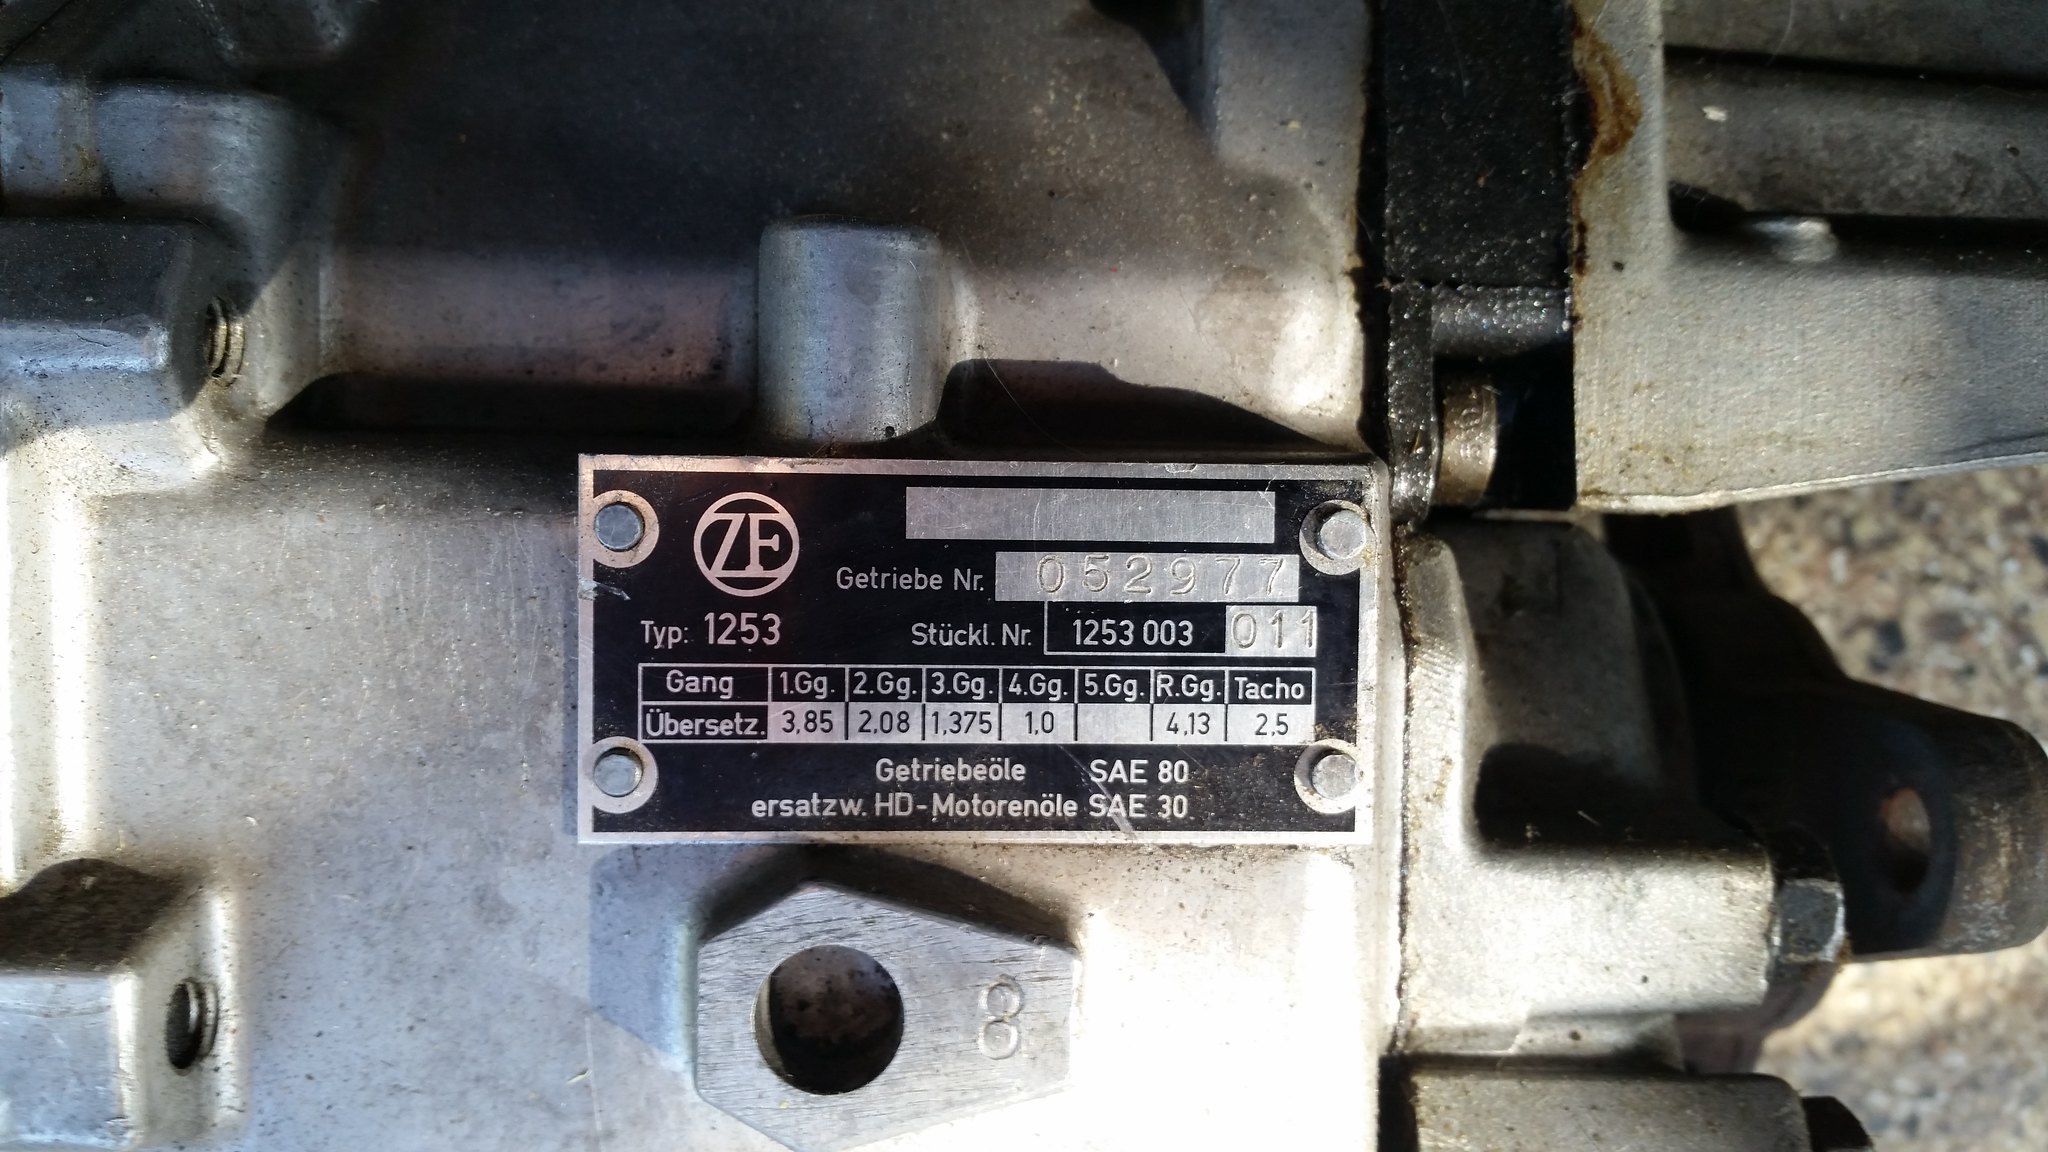 ZF
Getriebe Nr. 052977
Typ: 1253 Stückl. Nr. 1253 003 011
Gang 1.Gg. 2.Gg. 3.Gg. 4.Gg. 5.Gg. R.Gg. Tacho
Übersetz. 3,85 2,08 1,375 1,0 4,13 2,5
Getriebeöle SAE 80
ersatzw. HD-Motorenöle SAE 30
8